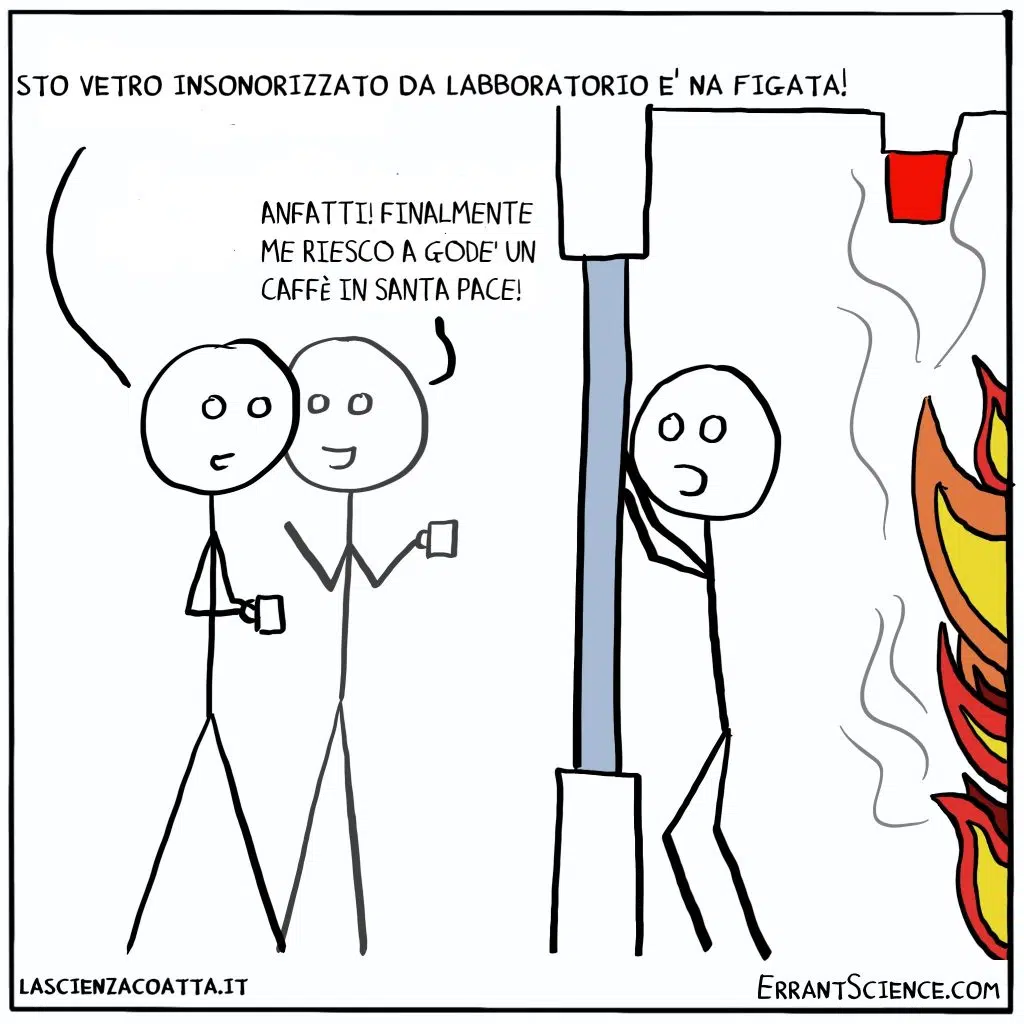 STO VETRO INSONORIZZATO DA LABBORATORIO E' NA FIGATA!
ANFATTI! FINALMENTE
ME RIESCO A GODE' UN
CAFFÈ IN SANTA PACE!
LASCIENZACOATTA.IT
ERRANTSCIENCE.COM